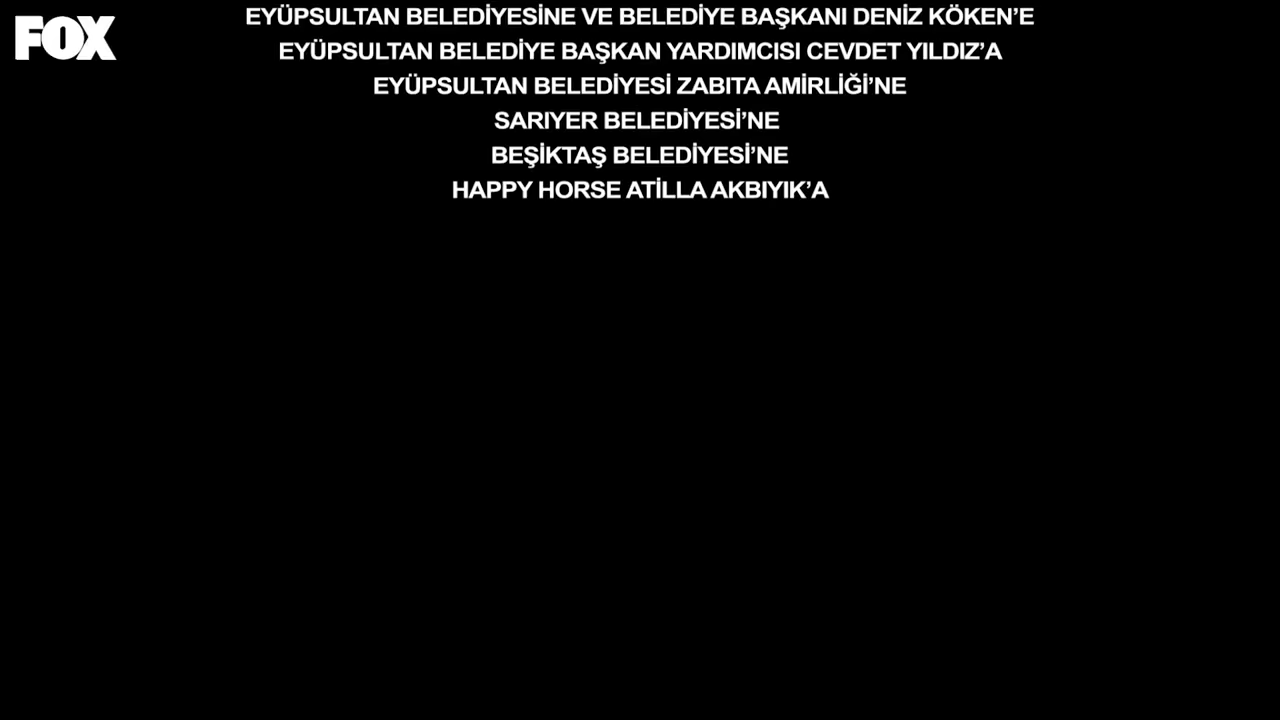 FOX
EYÜPSULTAN BELEDİYESİNE VE BELEDİYE BAŞKANI DENİZ KÖKEN’E
EYÜPSULTAN BELEDİYE BAŞKAN YARDIMCISI CEVDET YILDIZ’A
EYÜPSULTAN BELEDİYESİ ZABITA AMİRLİĞİ’NE
SARIYER BELEDİYESİ’NE
BEŞİKTAŞ BELEDİYESİ’NE
HAPPY HORSE ATİLLA AKBIYIK’A